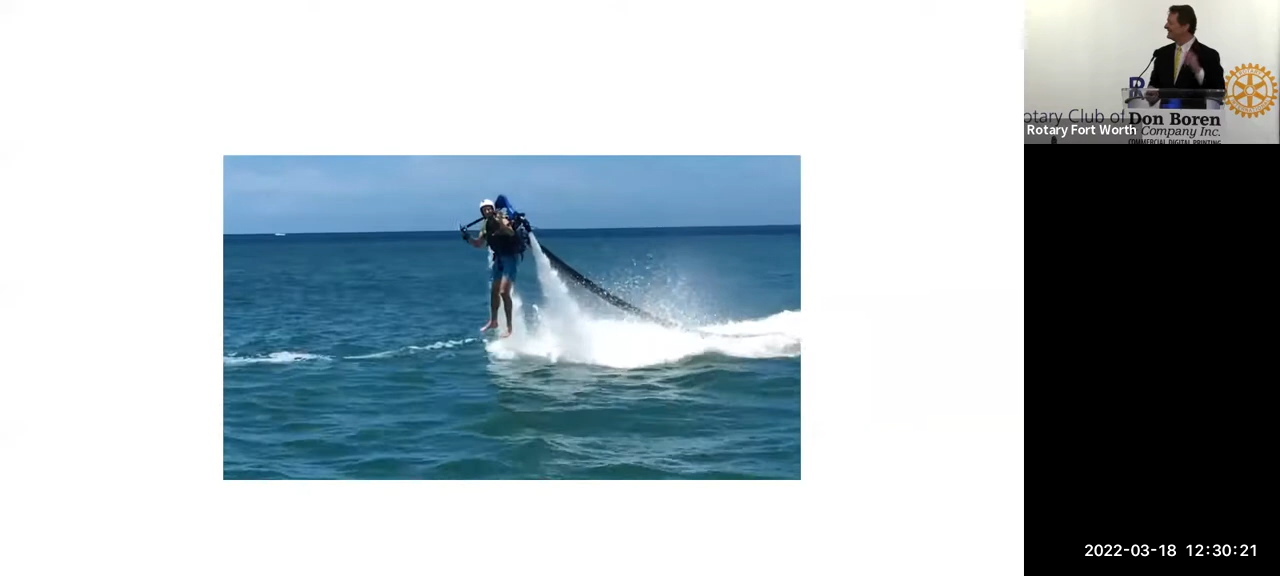 otary Club of
Don Boren
Company Inc.
COMMERCIAL DIGITAL PRINTING
Rotary Fort Worth
2022-03-18 12:30:21